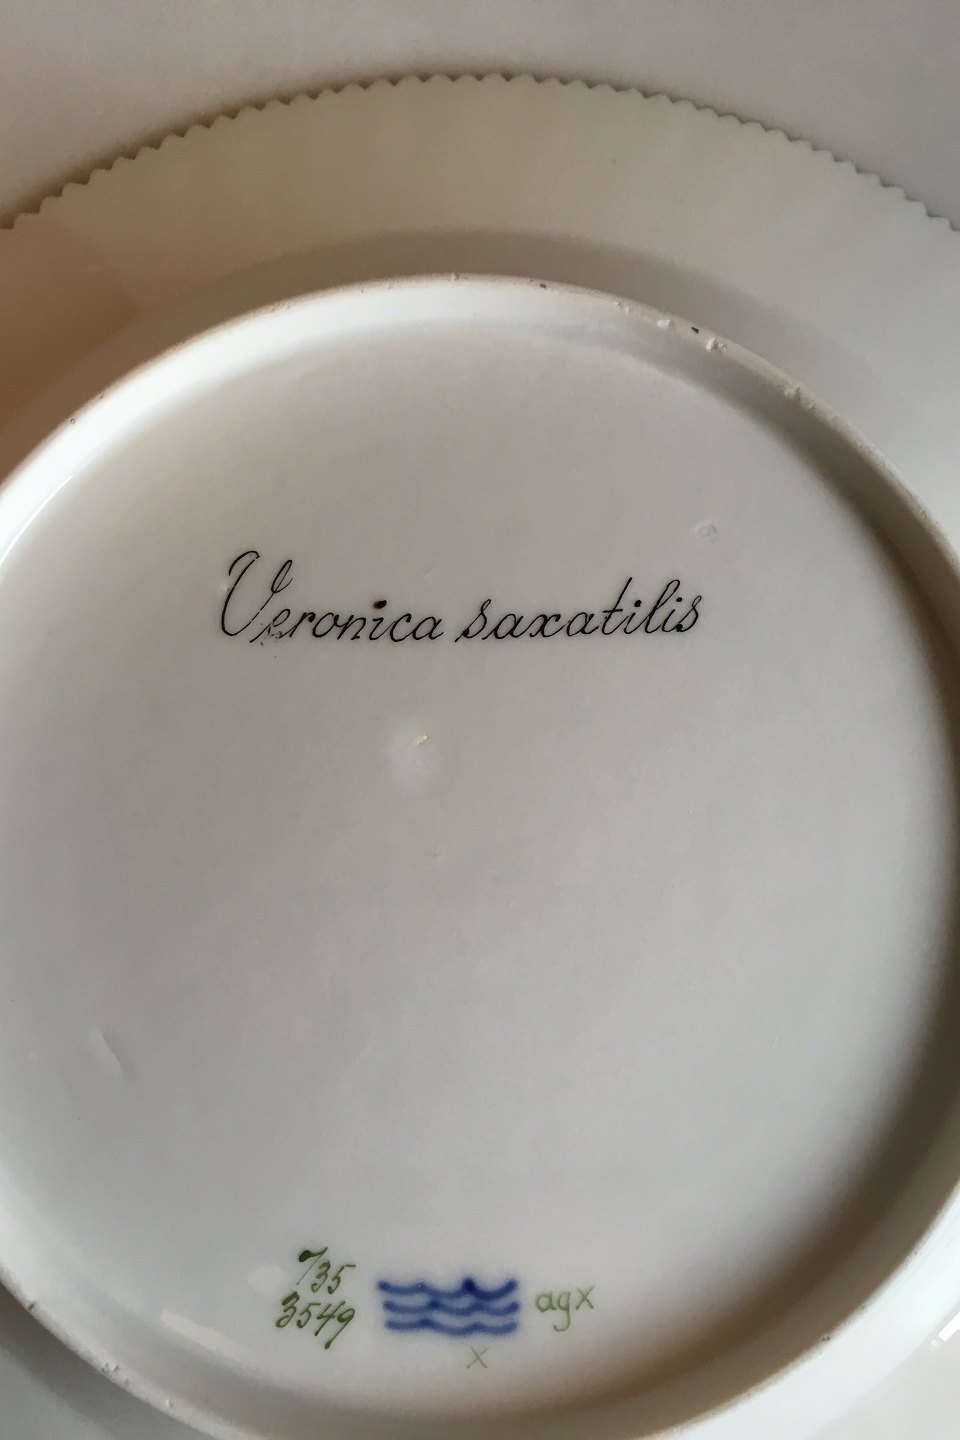 Veronica saxatilis
735
3549
agx
x